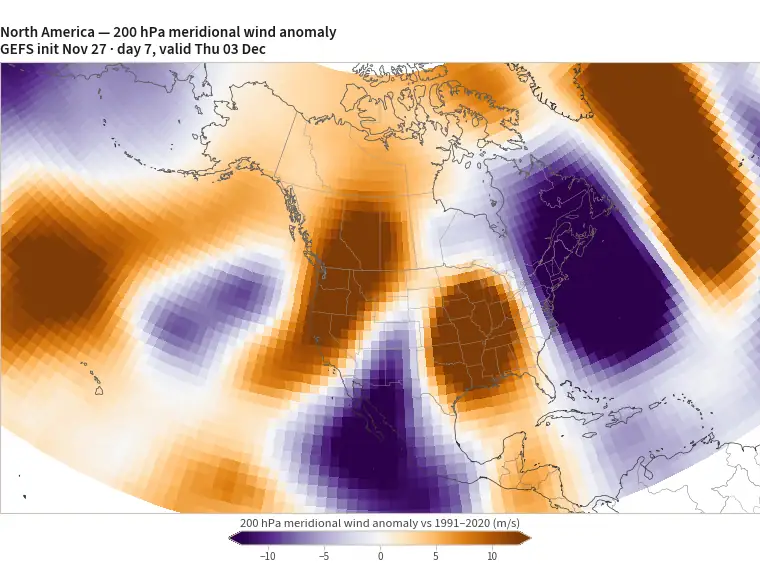 North America — 200 hPa meridional wind anomaly
GEFS init Nov 27 · day 7, valid Thu 03 Dec
200 hPa meridional wind anomaly vs 1991–2020 (m/s)
−10 −5 0 5 10